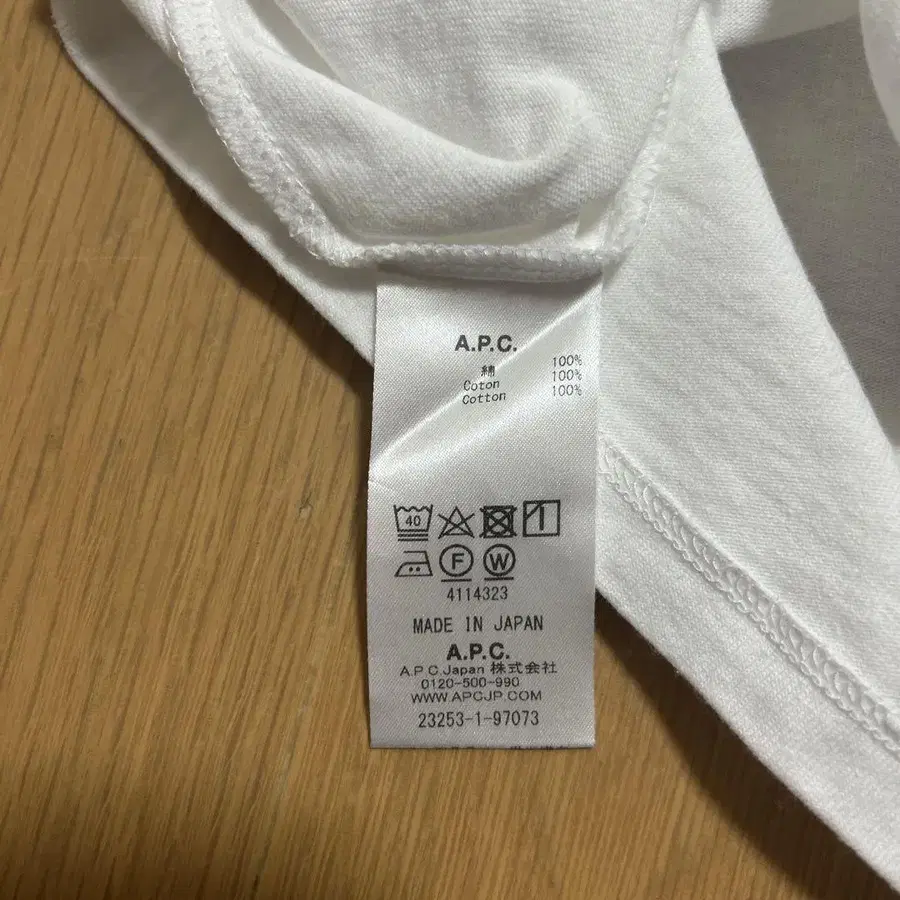 A.P.C.
綿 100%
Coton 100%
Cotton 100%
40
F W
4114323
MADE IN JAPAN
A.P.C.
A.P.C.Japan 株式会社
0120-500-990
WWW.APCJP.COM
23253-1-97073